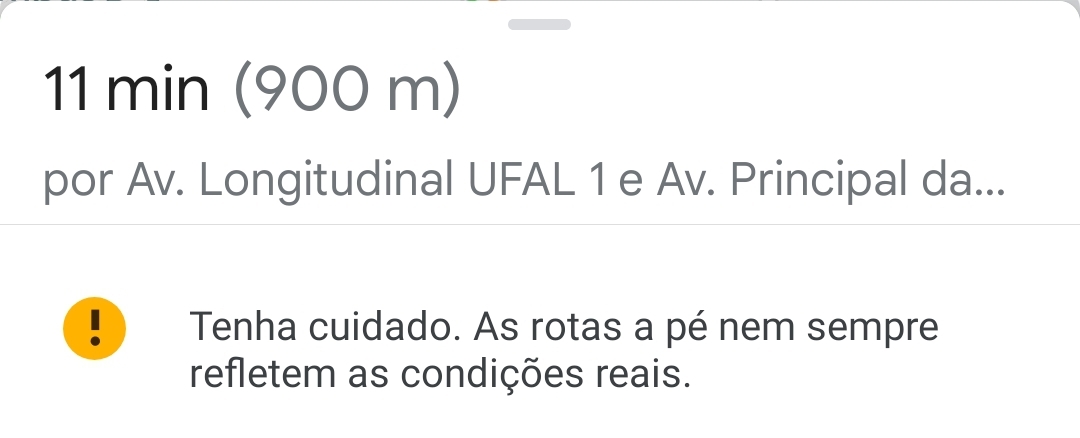 11 min (900 m)
por Av. Longitudinal UFAL 1 e Av. Principal da...
Tenha cuidado. As rotas a pé nem sempre
refletem as condições reais.